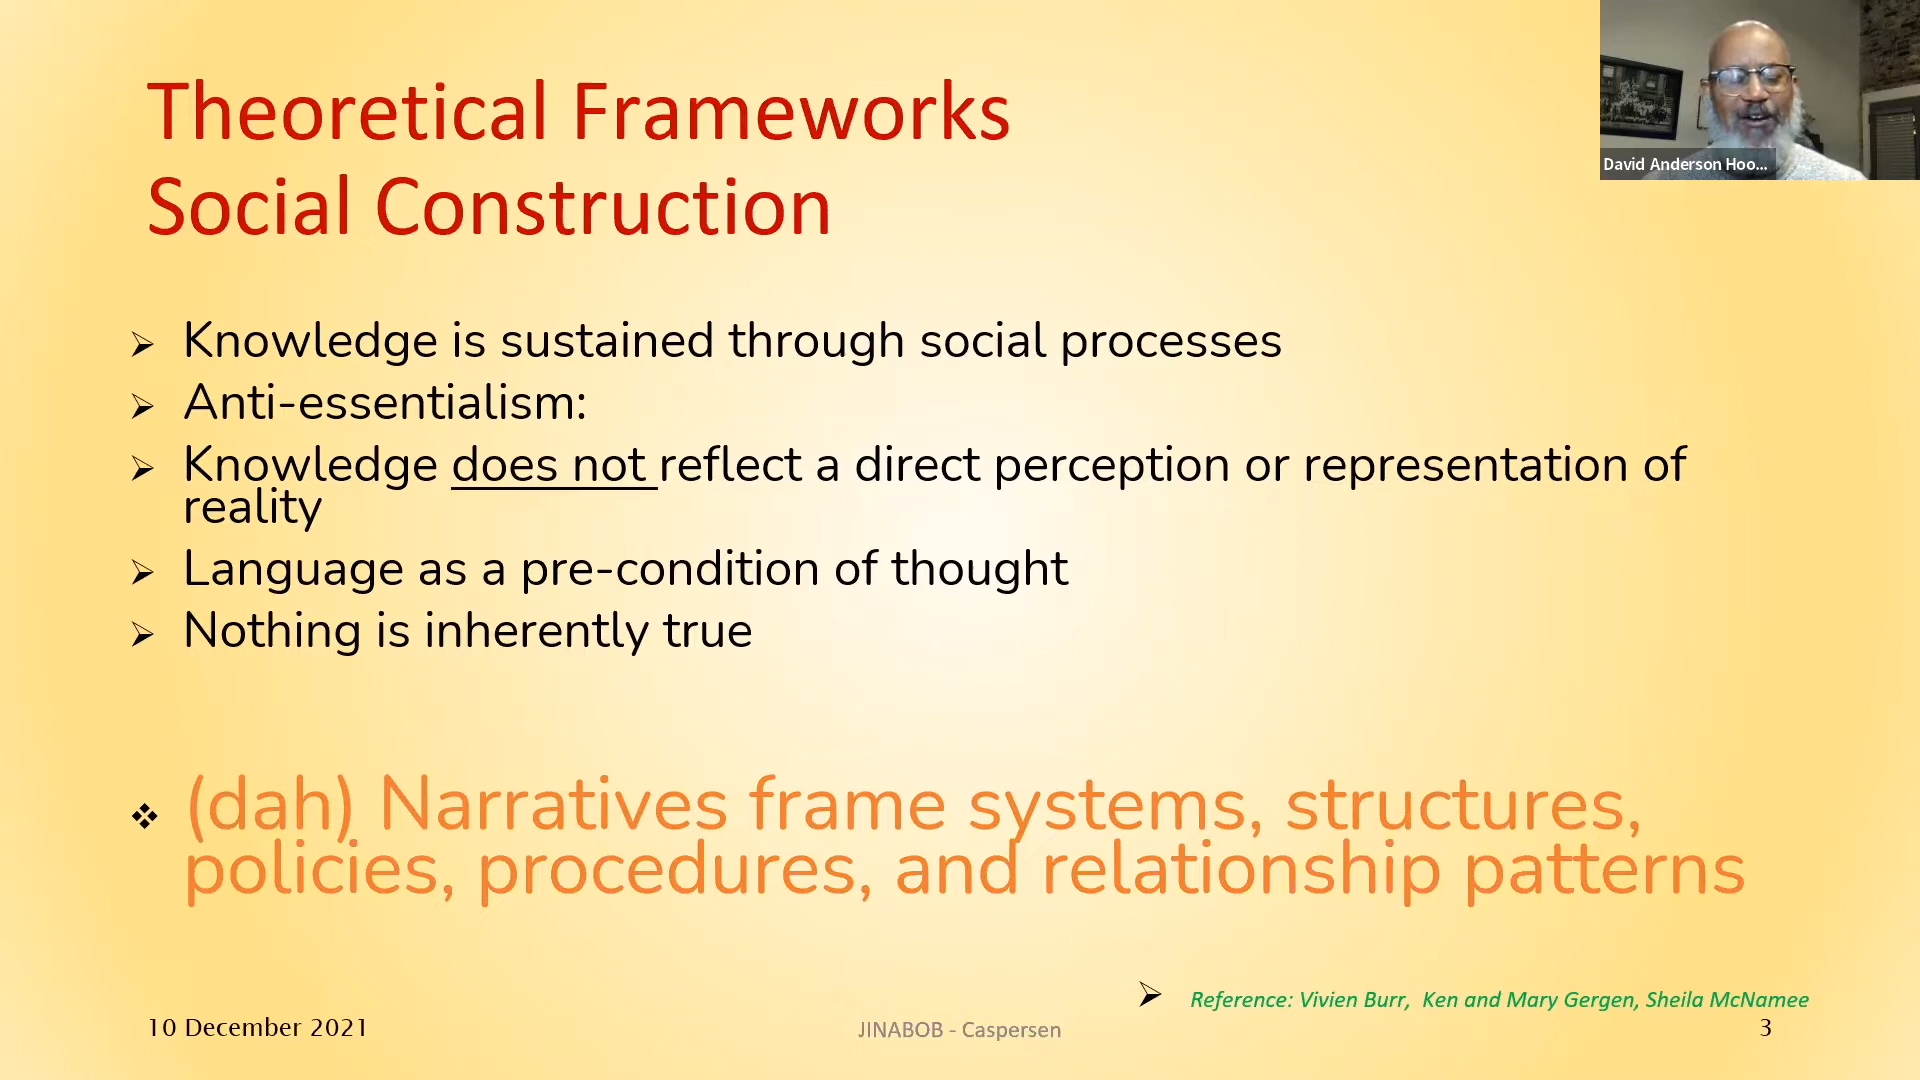 Theoretical Frameworks
Social Construction
David Anderson Hoo...
Knowledge is sustained through social processes
Anti-essentialism:
Knowledge does not reflect a direct perception or representation of
reality
Language as a pre-condition of thought
Nothing is inherently true
(dah) Narratives frame systems, structures,
policies, procedures, and relationship patterns
Reference: Vivien Burr, Ken and Mary Gergen, Sheila McNamee
10 December 2021
JINABOB - Caspersen
3